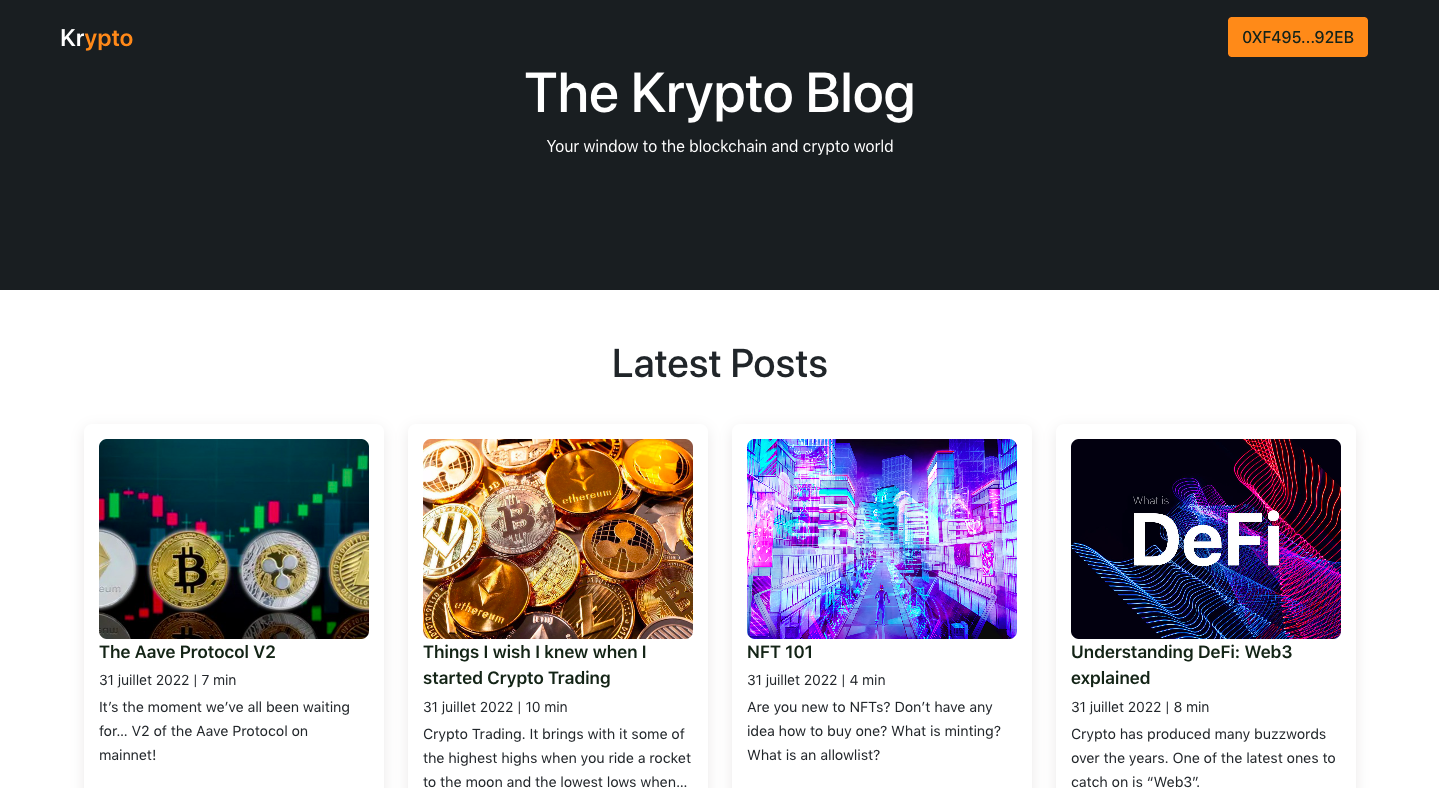 Krypto
0XF495...92EB
The Krypto Blog
Your window to the blockchain and crypto world
Latest Posts
eum
ethereum
ethereum
What is
DeFi
The Aave Protocol V2
31 juillet 2022 | 7 min
It’s the moment we’ve all been waiting
for… V2 of the Aave Protocol on
mainnet!
Things I wish I knew when I
started Crypto Trading
31 juillet 2022 | 10 min
Crypto Trading. It brings with it some of
the highest highs when you ride a rocket
to the moon and the lowest lows when…
NFT 101
31 juillet 2022 | 4 min
Are you new to NFTs? Don’t have any
idea how to buy one? What is minting?
What is an allowlist?
Understanding DeFi: Web3
explained
31 juillet 2022 | 8 min
Crypto has produced many buzzwords
over the years. One of the latest ones to
catch on is “Web3”.